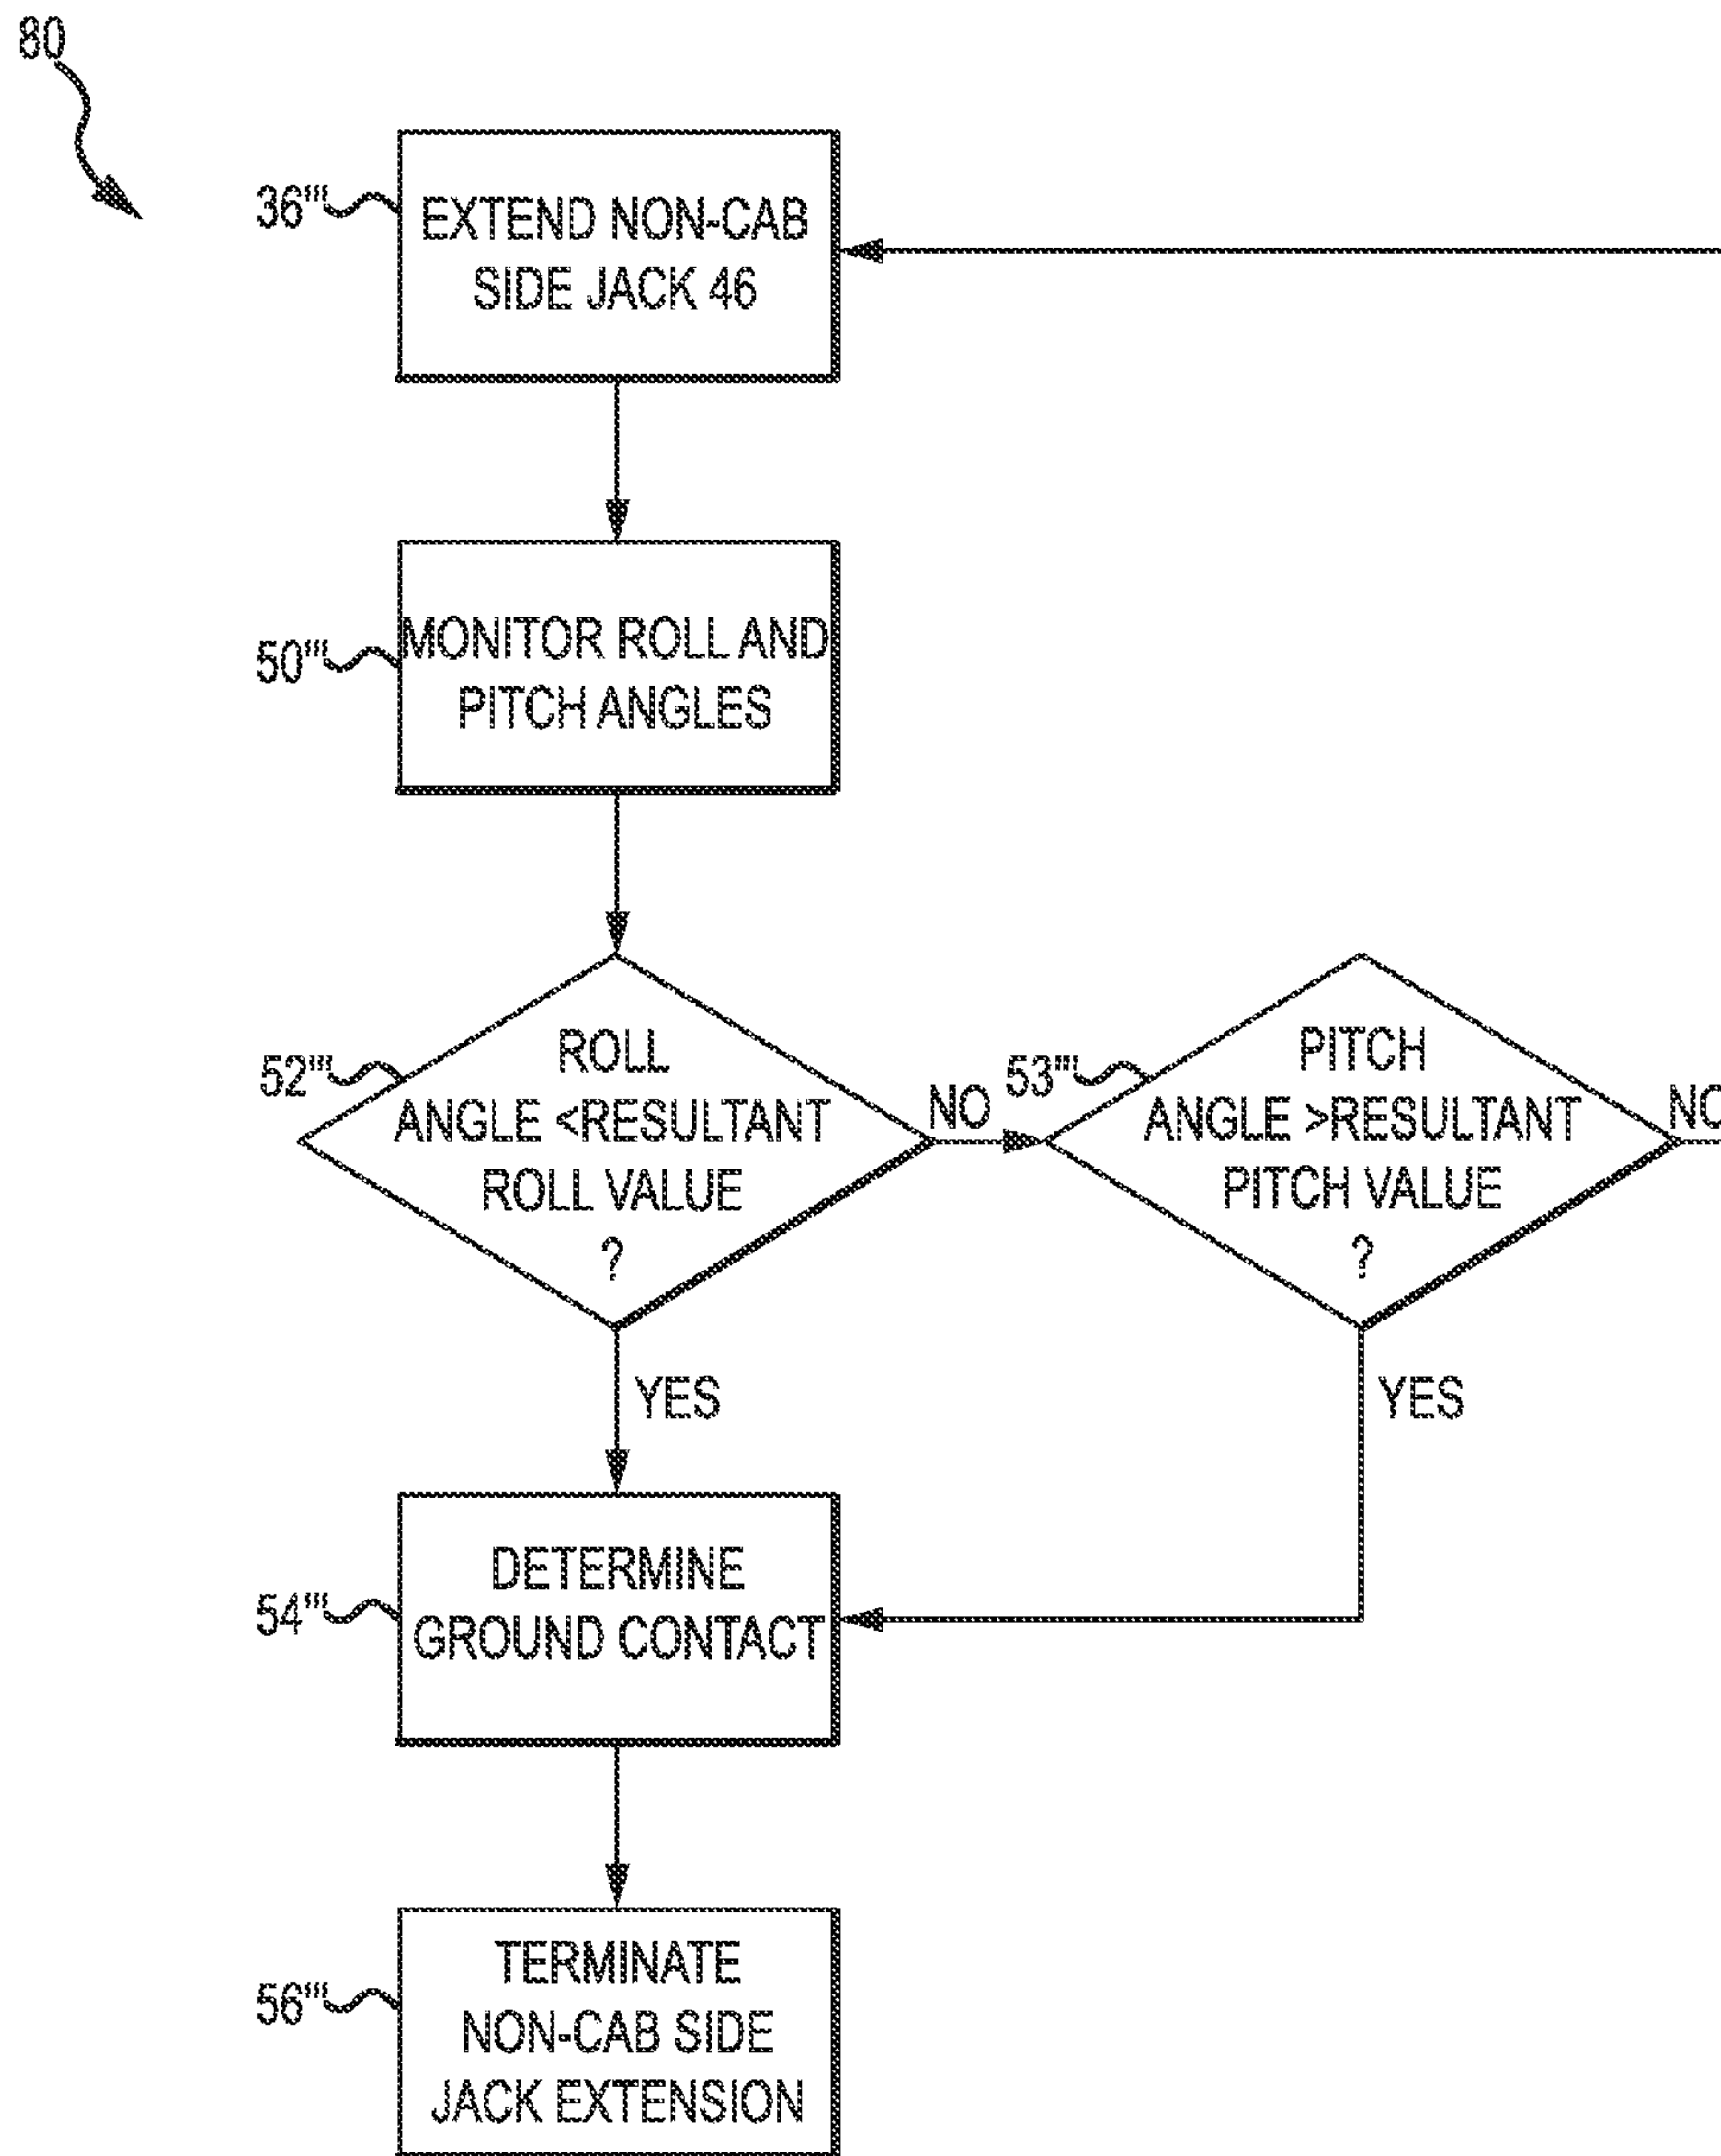 80
36'''
EXTEND NON-CAB
SIDE JACK 46
50'''
MONITOR ROLL AND
PITCH ANGLES
52'''
ROLL
ANGLE <RESULTANT
ROLL VALUE
?
NO
53'''
PITCH
ANGLE >RESULTANT
PITCH VALUE
?
NO
YES
YES
54'''
DETERMINE
GROUND CONTACT
56'''
TERMINATE
NON-CAB SIDE
JACK EXTENSION